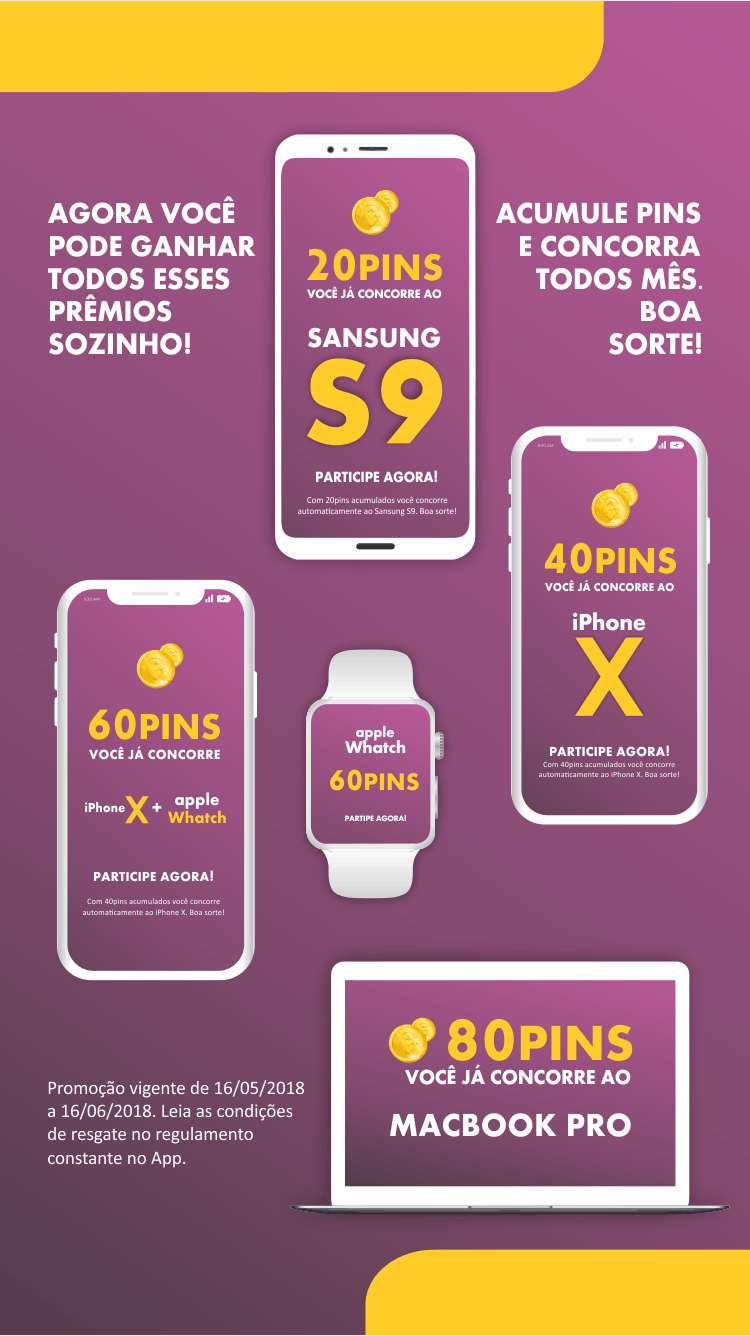 AGORA VOCÊ
PODE GANHAR
TODOS ESSES
PRÊMIOS
SOZINHO!
20PINS
VOCÊ JÁ CONCORRE AO
SANSUNG
S9
PARTICIPE AGORA!
Com 20pins acumulados você concorre
automaticamente ao Sansung S9. Boa sorte!
ACUMULE PINS
E CONCORRA
TODOS MÊS.
BOA
SORTE!
40PINS
VOCÊ JÁ CONCORRE AO
iPhone
X
PARTICIPE AGORA!
Com 40pins acumulados você concorre
automaticamente ao iPhone X. Boa sorte!
60PINS
VOCÊ JÁ CONCORRE
iPhone X + apple
Whatch
PARTICIPE AGORA!
Com 40pins acumulados você concorre
automaticamente ao iPhone X. Boa sorte!
apple
Whatch
60PINS
PARTIPE AGORA!
80PINS
VOCÊ JÁ CONCORRE AO
MACBOOK PRO
Promoção vigente de 16/05/2018
a 16/06/2018. Leia as condições
de resgate no regulamento
constante no App.